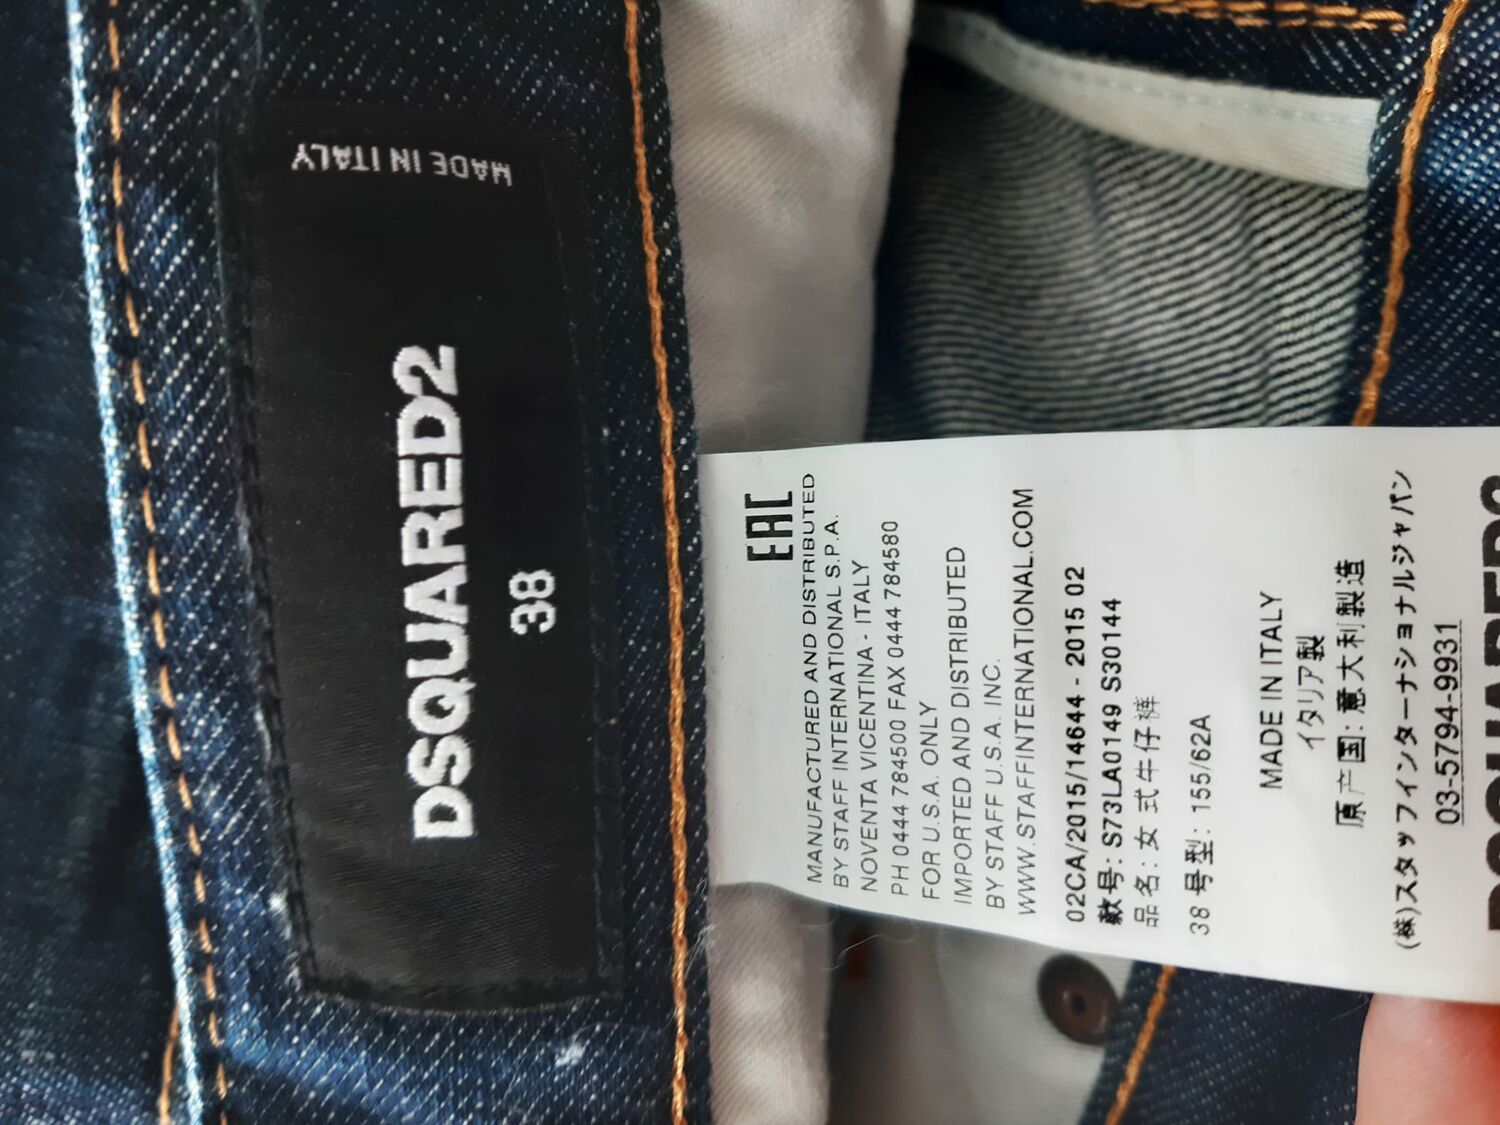 MADE IN ITALY
DSQUARED2
38
EAC
MANUFACTURED AND DISTRIBUTED
BY STAFF INTERNATIONAL S.P.A.
NOVENTA VICENTINA - ITALY
PH 0444 784500 FAX 0444 784580
FOR U.S.A. ONLY
IMPORTED AND DISTRIBUTED
BY STAFF U.S.A. INC.
WWW.STAFFINTERNATIONAL.COM
02CA/2015/14644 - 2015 02
款号: S73LA0149 S30144
品名: 女式牛仔裤
38 号型: 155/62A
MADE IN ITALY
イタリア製
原产国: 意大利製造
(株)スタッフインターナショナルジャパン
03-5794-9931
DSQUARED2